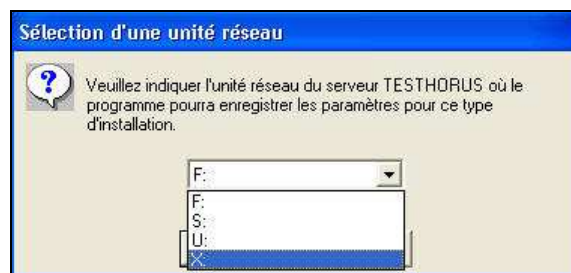 Sélection d'une unité réseau
Veuillez indiquer l'unité réseau du serveur TESTHORUS où le
programme pourra enregistrer les paramètres pour ce type
d'installation.
F:
F:
S:
U:
X: